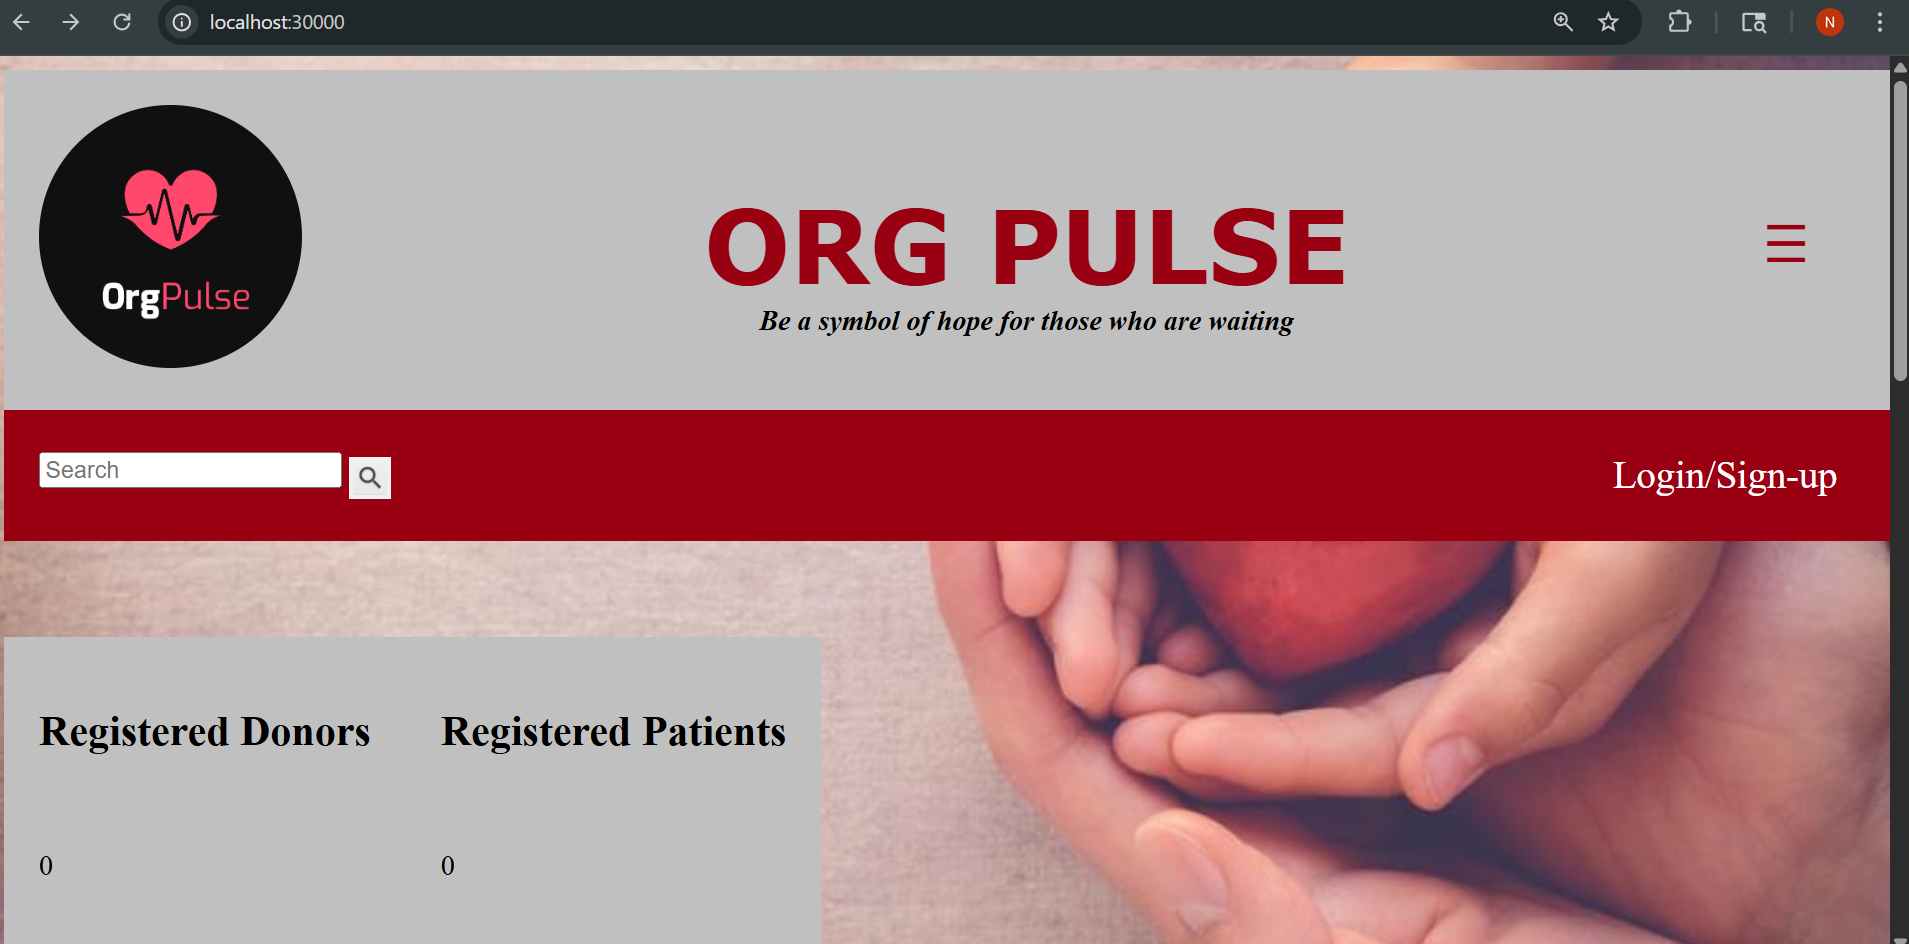 localhost:30000
N
OrgPulse
ORG PULSE
Be a symbol of hope for those who are waiting
Search
Login/Sign-up
Registered Donors
Registered Patients
0
0